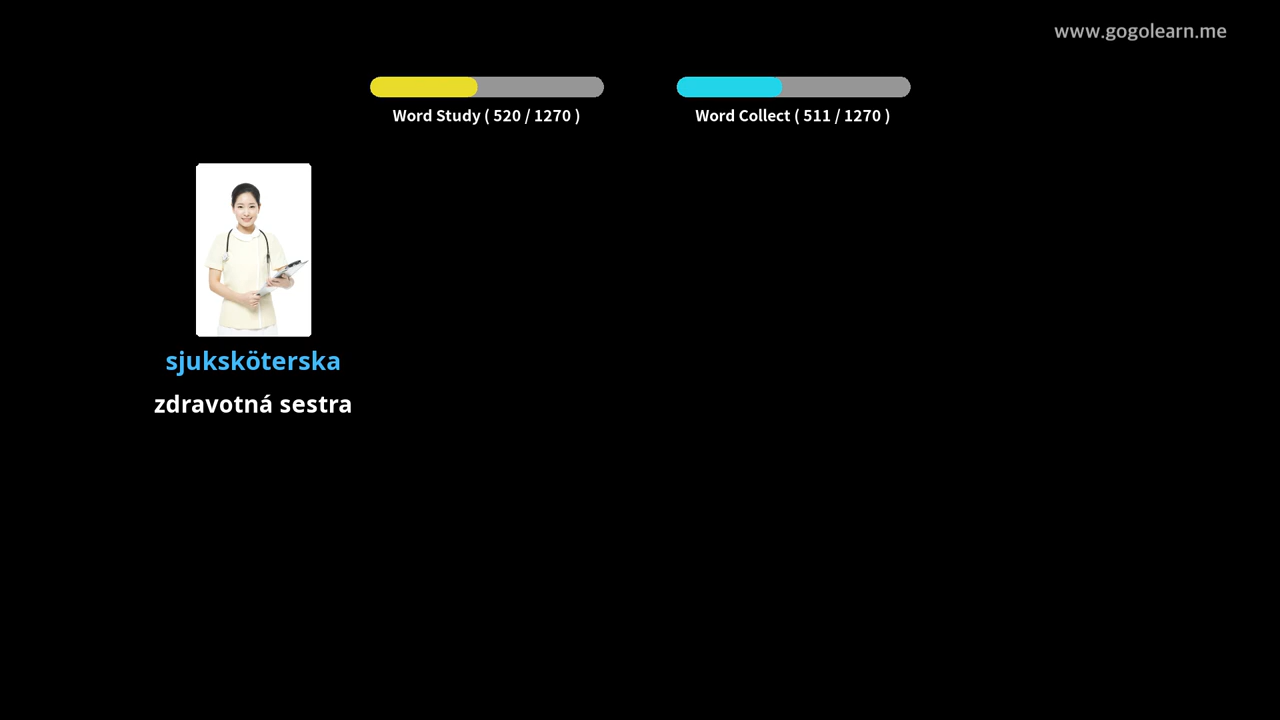 www.gogolearn.me
Word Study ( 520 / 1270 )
Word Collect ( 511 / 1270 )
sjuksköterska
zdravotná sestra